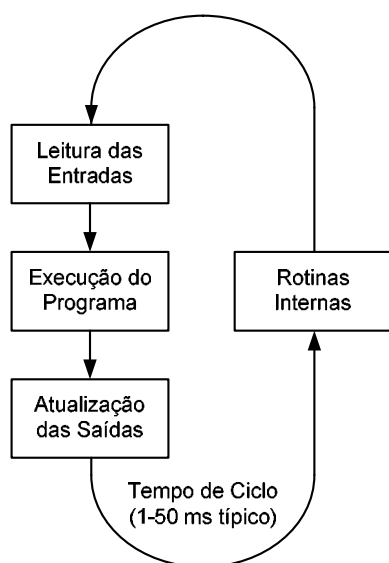 Leitura das
Entradas
Execução do
Programa
Rotinas
Internas
Atualização
das Saídas
Tempo de Ciclo
(1-50 ms típico)